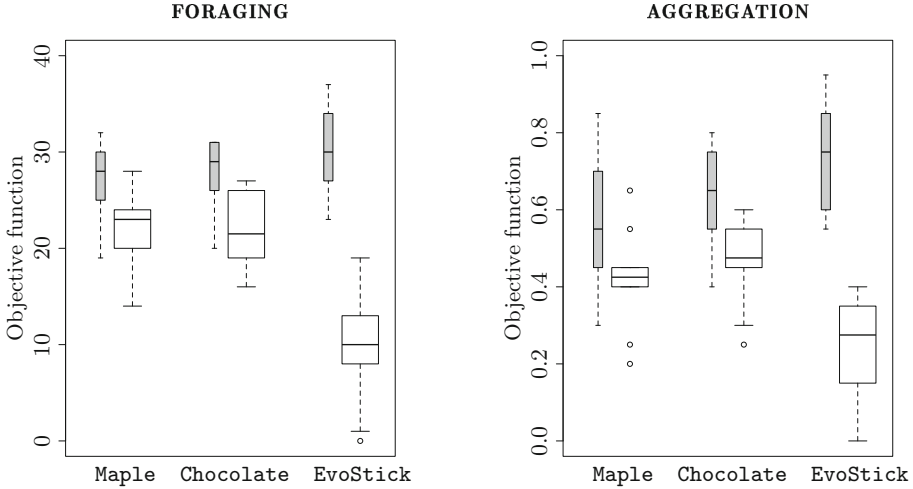 FORAGING
Objective function
40
30
20
10
0
Maple Chocolate EvoStick
AGGREGATION
Objective function
1.0
0.8
0.6
0.4
0.2
0.0
Maple Chocolate EvoStick